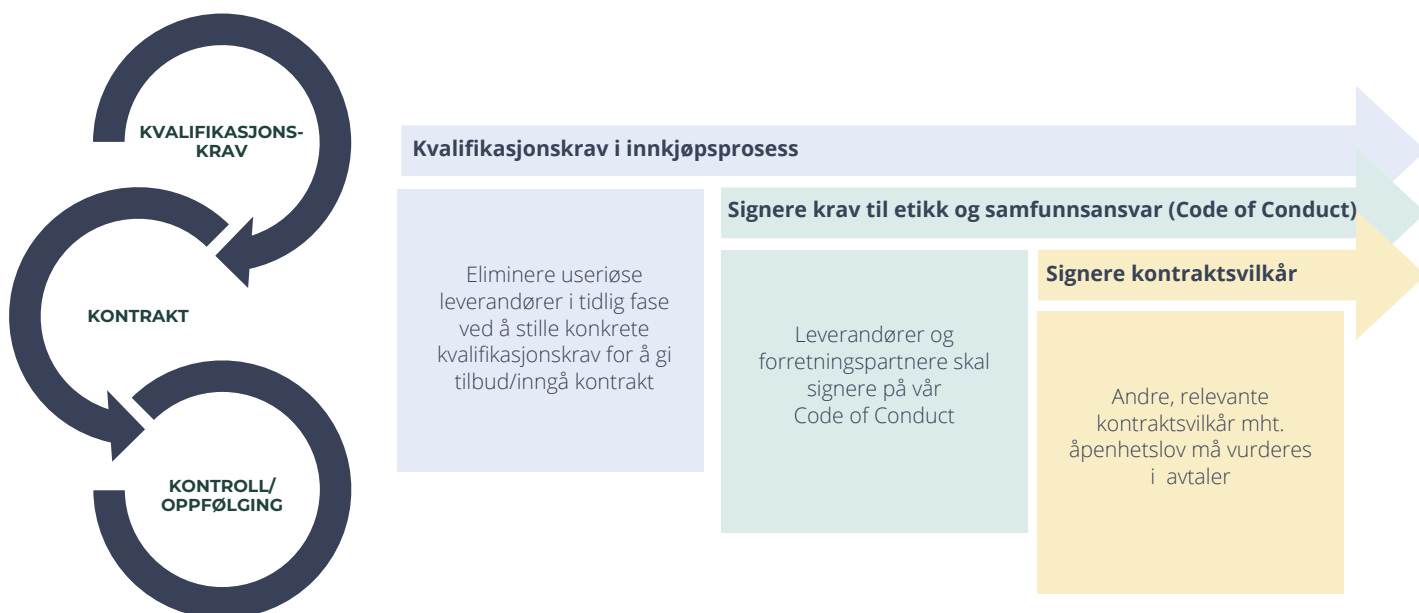 KVALIFIKASJONS-
KRAV
KONTRAKT
KONTROLL/
OPPFØLGING
Kvalifikasjonskrav i innkjøpsprosess
Eliminere useriøse
leverandører i tidlig fase
ved å stille konkrete
kvalifikasjonskrav for å gi
tilbud/inngå kontrakt
Signere krav til etikk og samfunnsansvar (Code of Conduct)
Leverandører og
forretningspartnere skal
signere på vår
Code of Conduct
Signere kontraktsvilkår
Andre, relevante
kontraktsvilkår mht.
åpenhetslov må vurderes
i avtaler